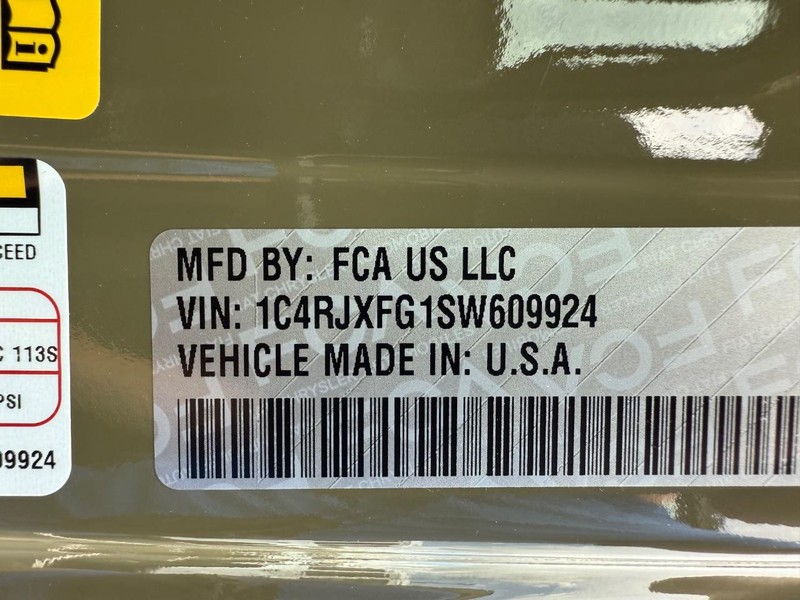 CEED
C 113S
PSI
09924
MFD BY: FCA US LLC
VIN: 1C4RJXFG1SW609924
VEHICLE MADE IN: U.S.A.